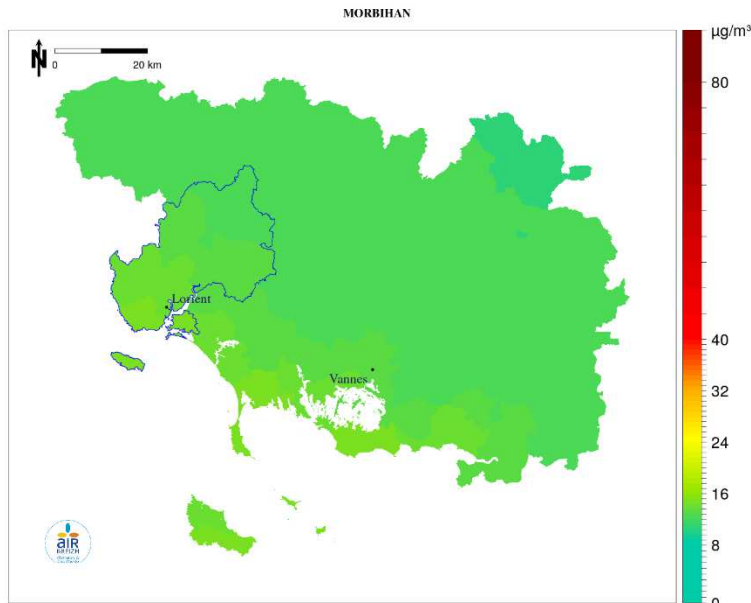 MORBIHAN
µg/m³
N
0 20 km
80
Lorient
40
Vannes
32
24
16
aiR
BREIZH
8
0